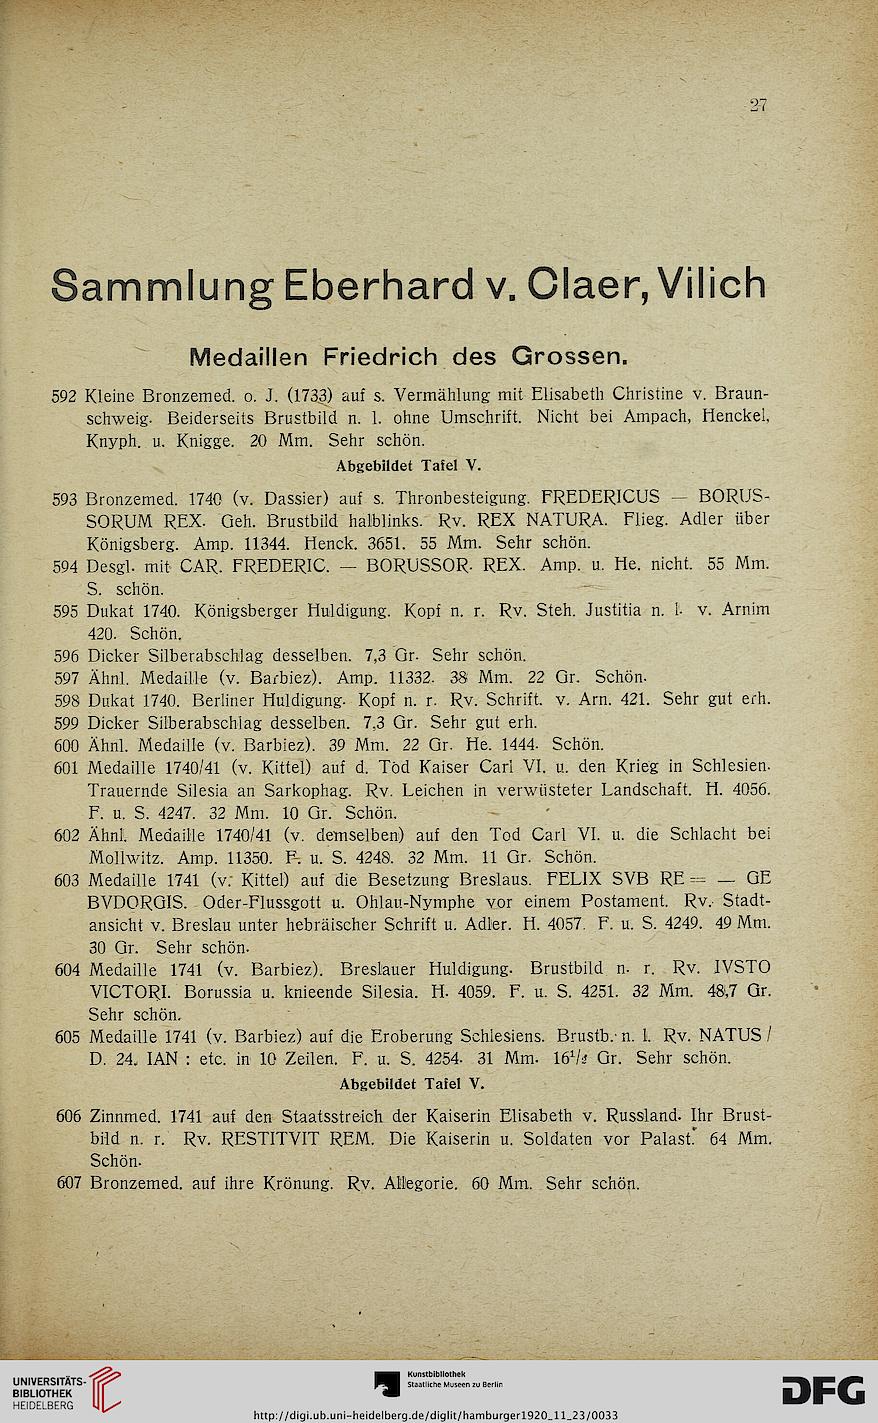 27
Sammlung Eberhard v. Claer, Vilich
Medaillen Friedrich des Grossen.
592 Kleine Bronzemed. o. J. (1733) auf s. Vermählung mit Elisabeth Christine v. Braun-
schweig. Beiderseits Brustbild n. l. ohne Umschrift. Nicht bei Ampach, Henckel,
Knyph. u. Knigge. 20 Mm. Sehr schön.
Abgebildet Tafel V.
593 Bronzemed. 1740 (v. Dassier) auf s. Thronbesteigung. FREDERICUS — BORUS-
SORUM REX. Geh. Brustbild halblinks. Rv. REX NATURA. Flieg. Adler über
Königsberg. Amp. 11344. Henck. 3651. 55 Mm. Sehr schön.
594 Desgl. mit CAR. FREDERIC. — BORUSSOR. REX. Amp. u. He. nicht. 55 Mm.
S. schön.
595 Dukat 1740. Königsberger Huldigung. Kopf n. r. Rv. Steh. Justitia n. l. v. Arnim
420. Schön.
596 Dicker Silberabschlag desselben. 7,3 Gr. Sehr schön.
597 Ähnl. Medaille (v. Barbiez). Amp. 11332. 38 Mm. 22 Gr. Schön.
598 Dukat 1740. Berliner Huldigung. Kopf n. r. Rv. Schrift. v. Arn. 421. Sehr gut erh.
599 Dicker Silberabschlag desselben. 7,3 Gr. Sehr gut erh.
600 Ähnl. Medaille (v. Barbiez). 39 Mm. 22 Gr. He. 1444. Schön.
601 Medaille 1740/41 (v. Kittel) auf d. Tod Kaiser Carl VI. u. den Krieg in Schlesien.
Trauernde Silesia an Sarkophag. Rv. Leichen in verwüsteter Landschaft. H. 4056.
F. u. S. 4247. 32 Mm. 10 Gr. Schön.
602 Ähnl. Medaille 1740/41 (v. demselben) auf den Tod Carl VI. u. die Schlacht bei
Mollwitz. Amp. 11350. F. u. S. 4248. 32 Mm. 11 Gr. Schön.
603 Medaille 1741 (v. Kittel) auf die Besetzung Breslaus. FELIX SVB RE = — GE
BVDORGIS. Oder-Flussgott u. Ohlau-Nymphe vor einem Postament. Rv. Stadt-
ansicht v. Breslau unter hebräischer Schrift u. Adler. H. 4057. F. u. S. 4249. 49 Mm.
30 Gr. Sehr schön.
604 Medaille 1741 (v. Barbiez). Breslauer Huldigung. Brustbild n. r. Rv. IVSTO
VICTORI. Borussia u. knieende Silesia. H. 4059. F. u. S. 4251. 32 Mm. 48,7 Gr.
Sehr schön.
605 Medaille 1741 (v. Barbiez) auf die Eroberung Schlesiens. Brustb. n. l. Rv. NATUS /
D. 24. IAN : etc. in 10 Zeilen. F. u. S. 4254. 31 Mm. 16½ Gr. Sehr schön.
Abgebildet Tafel V.
606 Zinnmed. 1741 auf den Staatsstreich der Kaiserin Elisabeth v. Russland. Ihr Brust-
bild n. r. Rv. RESTITVIT REM. Die Kaiserin u. Soldaten vor Palast. 64 Mm.
Schön.
607 Bronzemed. auf ihre Krönung. Rv. Allegorie. 60 Mm. Sehr schön.
UNIVERSITÄTS-
BIBLIOTHEK
HEIDELBERG
Kunstbibliothek
Staatliche Museen zu Berlin
DFG
http://digi.ub.uni-heidelberg.de/diglit/hamburger1920_11_23/0033